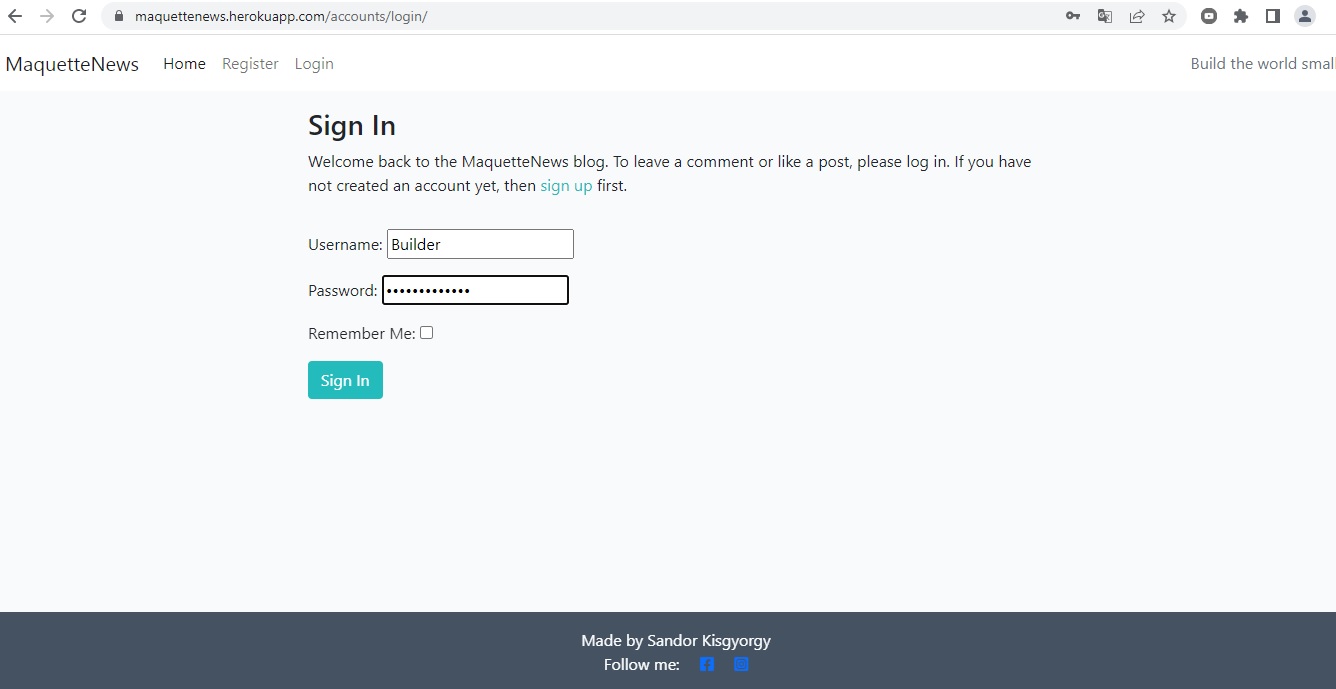 maquettenews.herokuapp.com/accounts/login/
MaquetteNews Home Register Login Build the world small
Sign In
Welcome back to the MaquetteNews blog. To leave a comment or like a post, please log in. If you have
not created an account yet, then sign up first.
Username: Builder
Password: •••••••••••••
Remember Me:
Sign In
Made by Sandor Kisgyorgy
Follow me: